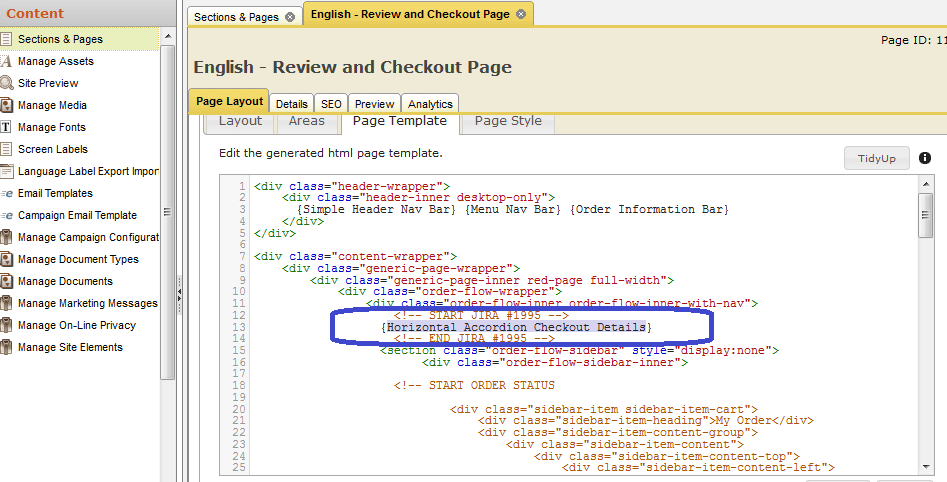 Content
Sections & Pages
Manage Assets
Site Preview
Manage Media
Manage Fonts
Screen Labels
Language Label Export Impor
Email Templates
Campaign Email Template
Manage Campaign Configurat
Manage Document Types
Manage Documents
Manage Marketing Messages
Manage On-Line Privacy
Manage Site Elements
Sections & Pages
English - Review and Checkout Page
Page ID: 11
English - Review and Checkout Page
Page Layout Details SEO Preview Analytics
Layout Areas Page Template Page Style
Edit the generated html page template.
TidyUp
1 <div class="header-wrapper">
2 <div class="header-inner desktop-only">
3 {Simple Header Nav Bar} {Menu Nav Bar} {Order Information Bar}
4 </div>
5 </div>
6
7 <div class="content-wrapper">
8 <div class="generic-page-wrapper">
9 <div class="generic-page-inner red-page full-width">
10 <div class="order-flow-wrapper">
11 <div class="order-flow-inner order-flow-inner-with-nav">
12 <!-- START JIRA #1995 -->
13 {Horizontal Accordion Checkout Details}
14 <!-- END JIRA #1995 -->
15 <section class="order-flow-sidebar" style="display:none">
16 <div class="order-flow-sidebar-inner">
17
18 <!-- START ORDER STATUS
19
20 <div class="sidebar-item sidebar-item-cart">
21 <div class="sidebar-item-heading">My Order</div>
22 <div class="sidebar-item-content-group">
23 <div class="sidebar-item-content">
24 <div class="sidebar-item-content-top">
25 <div class="sidebar-item-content-left">